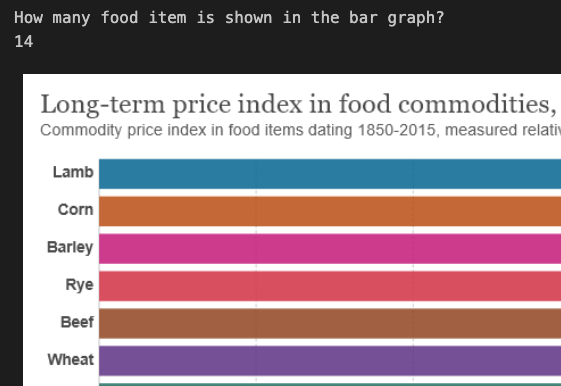 How many food item is shown in the bar graph?
14
Long-term price index in food commodities,
Commodity price index in food items dating 1850-2015, measured
Lamb
Corn
Barley
Rye
Beef
Wheat